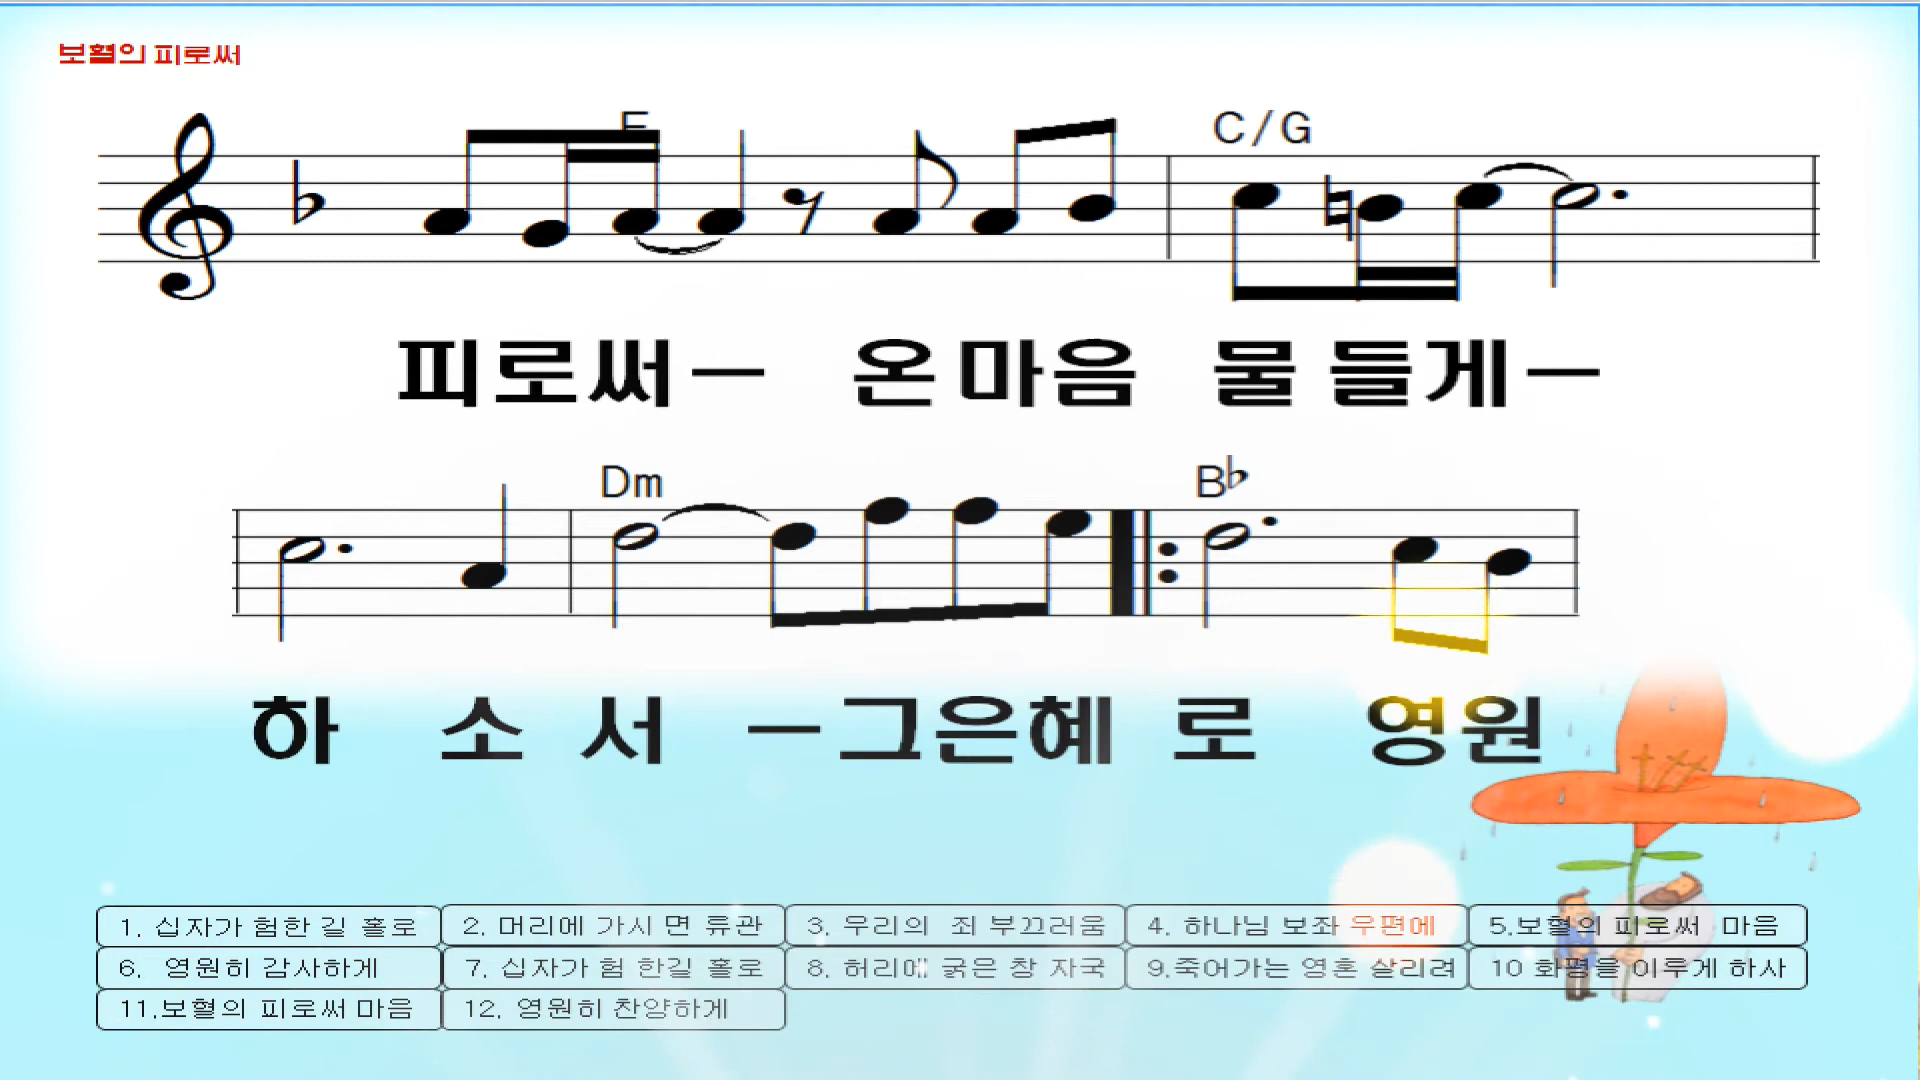 보혈의 피로써
F C/G
피로써ㅡ 온마음 물들게ㅡ
Dm B♭
하 소 서 ㅡ그은혜 로 영원
1. 십자가 험한 길 홀로 2. 머리에 가시 면 류관 3. 우리의 죄 부끄러움 4. 하나님 보좌 우편에 5.보혈의 피로써 마음
6. 영원히 감사하게 7. 십자가 험 한길 홀로 8. 허리에 굵은 창 자국 9.죽어가는 영혼 살리려 10 화평을 이루게 하사
11.보혈의 피로써 마음 12. 영원히 찬양하게